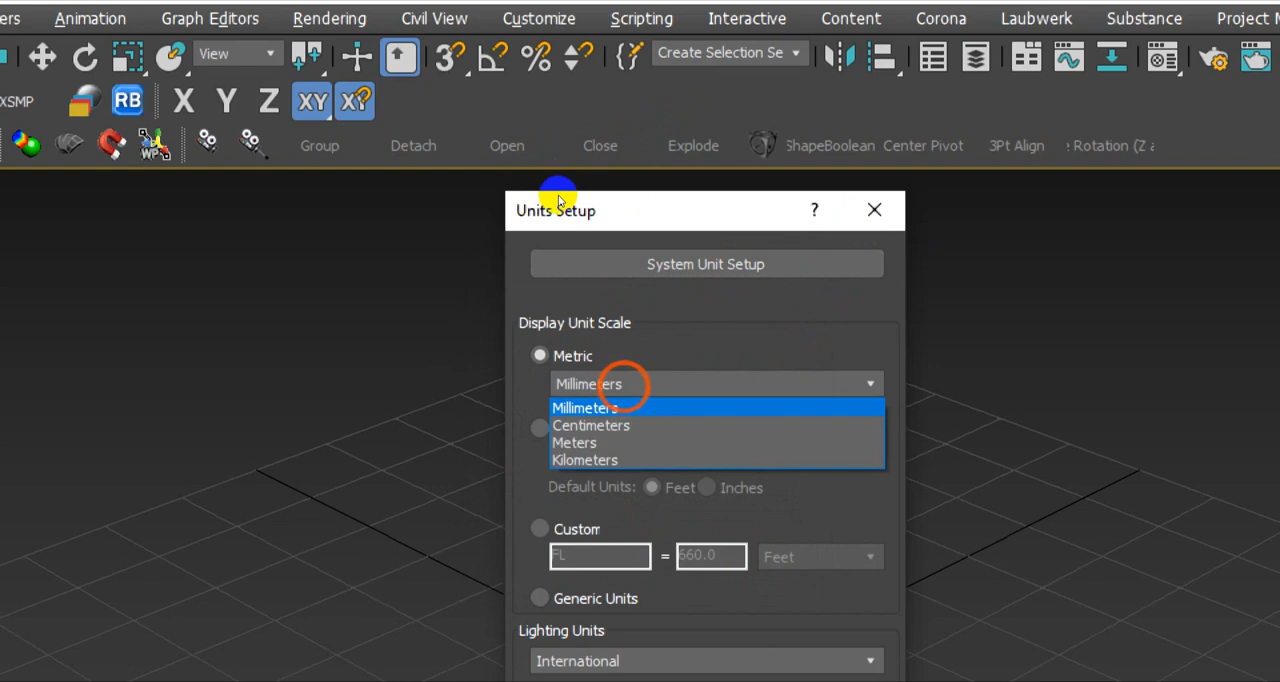 ers Animation Graph Editors Rendering Civil View Customize Scripting Interactive Content Corona Laubwerk Substance Project M
View 3 Create Selection Se
XSMP RB X Y Z XY XY
WP Group Detach Open Close Explode ShapeBoolean Center Pivot 3Pt Align Rotation (Z a
Units Setup ?
System Unit Setup
Display Unit Scale
Metric
Millimeters
Millimeters
Centimeters
Meters
Kilometers
Default Units: Feet Inches
Custom
FL = 660.0 Feet
Generic Units
Lighting Units
International